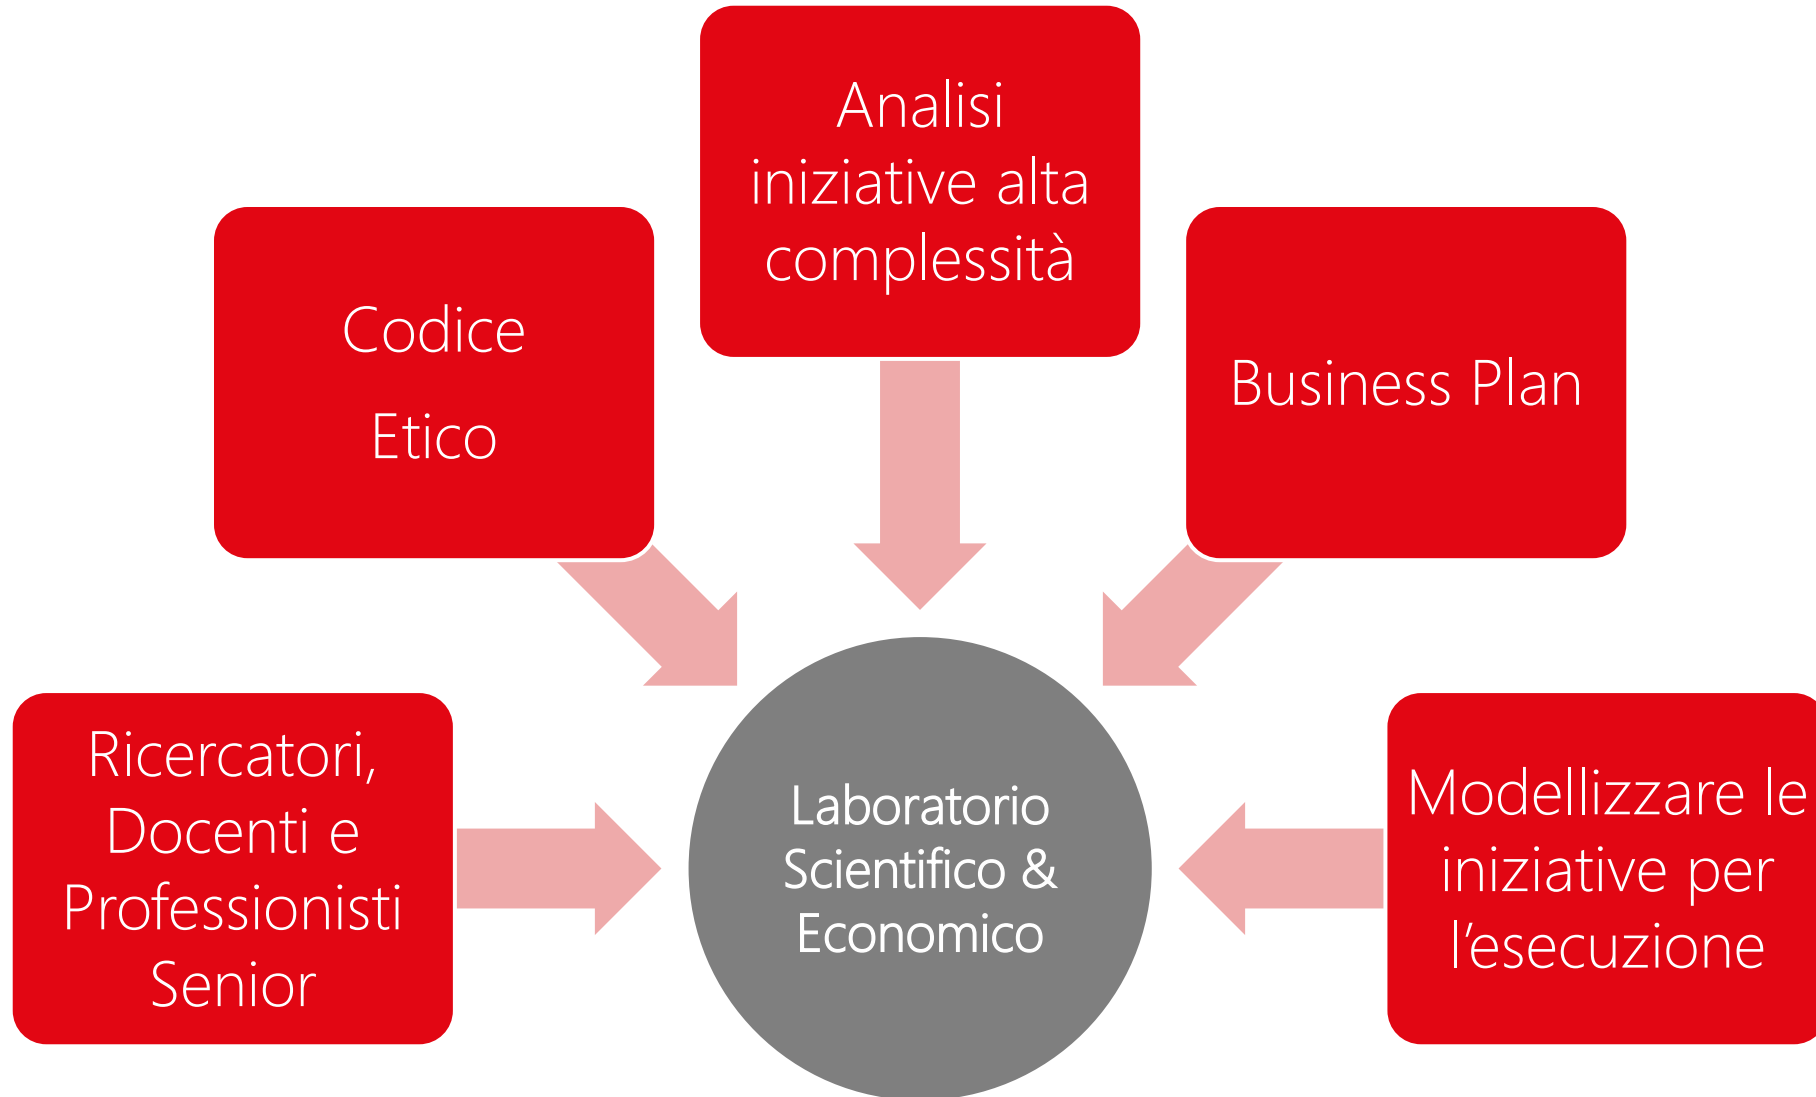 Analisi
iniziative alta
complessità
Codice
Etico
Business Plan
Ricercatori,
Docenti e
Professionisti
Senior
Laboratorio
Scientifico &
Economico
Modellizzare le
iniziative per
l’esecuzione